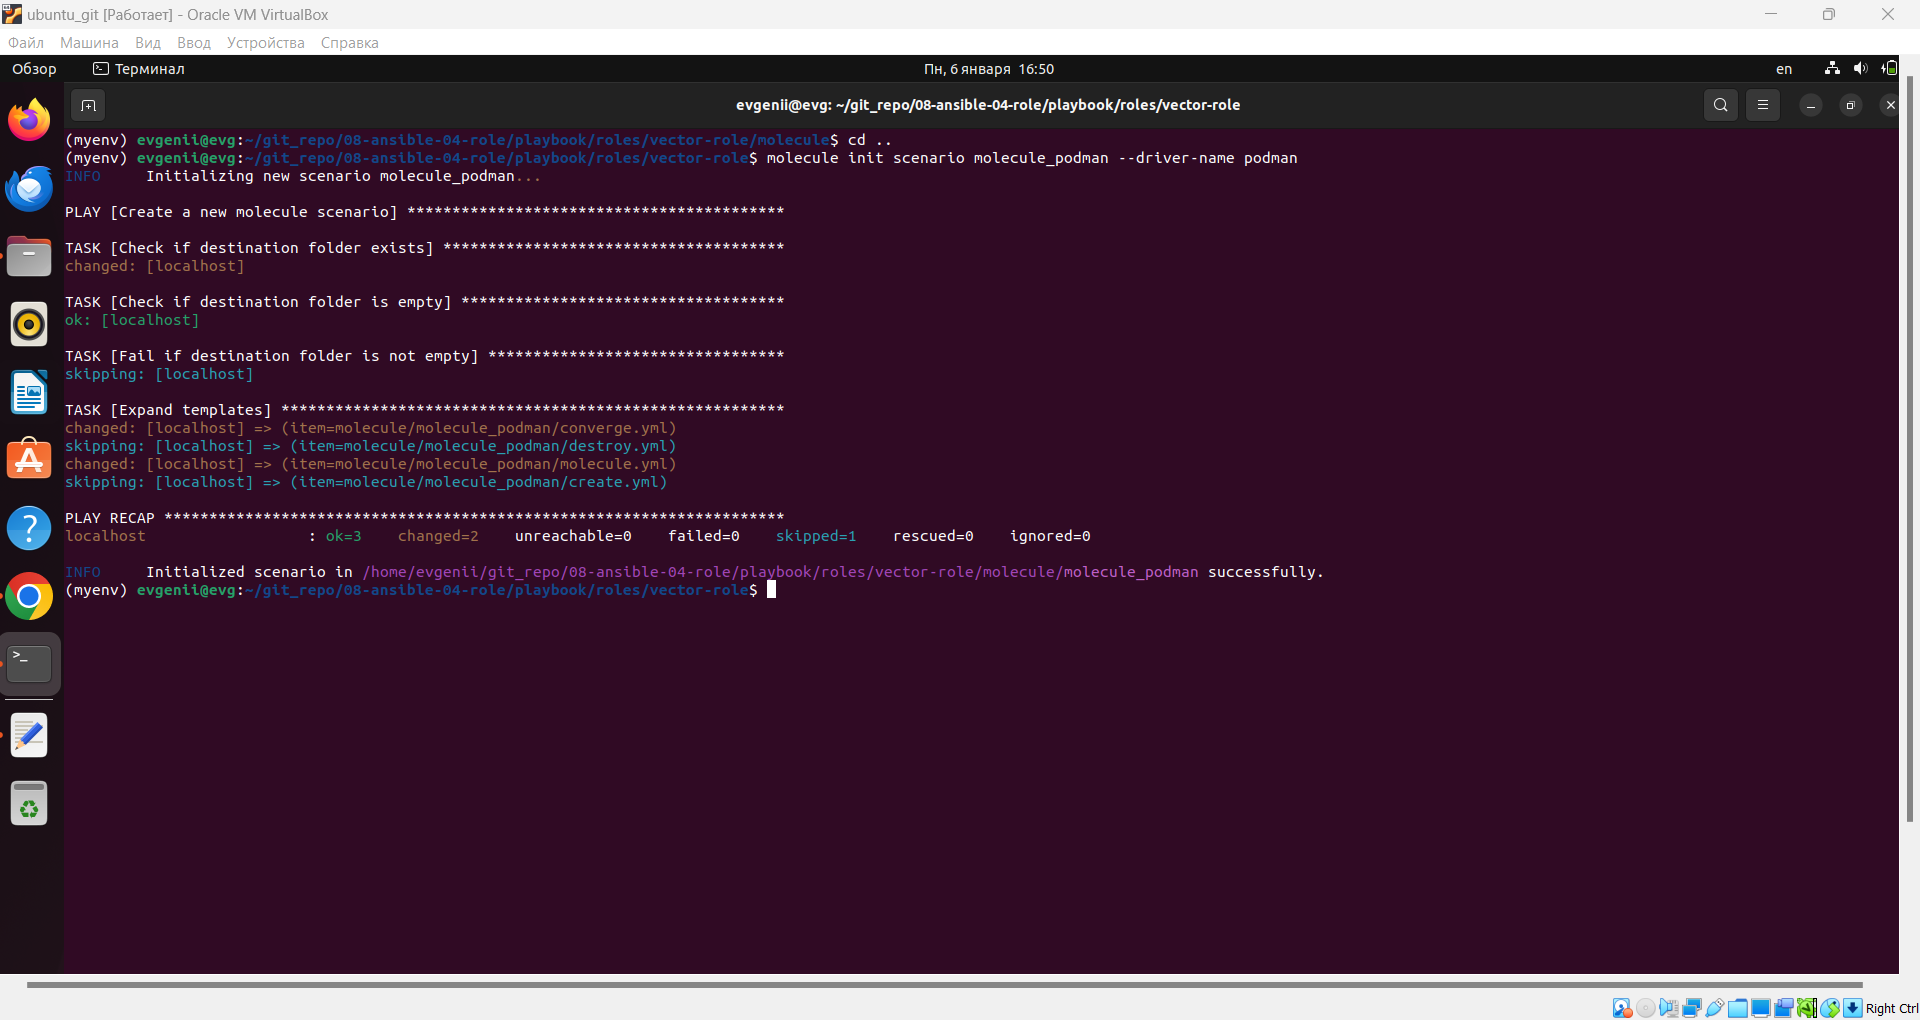 ubuntu_git [Работает] - Oracle VM VirtualBox
Файл Машина Вид Ввод Устройства Справка
Обзор Терминал Пн, 6 января 16:50 en
evgenii@evg: ~/git_repo/08-ansible-04-role/playbook/roles/vector-role
(myenv) evgenii@evg:~/git_repo/08-ansible-04-role/playbook/roles/vector-role/molecule$ cd ..
(myenv) evgenii@evg:~/git_repo/08-ansible-04-role/playbook/roles/vector-role$ molecule init scenario molecule_podman --driver-name podman
INFO     Initializing new scenario molecule_podman...
PLAY [Create a new molecule scenario] ******************************************
TASK [Check if destination folder exists] **************************************
changed: [localhost]
TASK [Check if destination folder is empty] ************************************
ok: [localhost]
TASK [Fail if destination folder is not empty] *********************************
skipping: [localhost]
TASK [Expand templates] ********************************************************
changed: [localhost] => (item=molecule/molecule_podman/converge.yml)
skipping: [localhost] => (item=molecule/molecule_podman/destroy.yml)
changed: [localhost] => (item=molecule/molecule_podman/molecule.yml)
skipping: [localhost] => (item=molecule/molecule_podman/create.yml)
PLAY RECAP *********************************************************************
localhost                  : ok=3    changed=2    unreachable=0    failed=0    skipped=1    rescued=0    ignored=0
INFO     Initialized scenario in /home/evgenii/git_repo/08-ansible-04-role/playbook/roles/vector-role/molecule/molecule_podman successfully.
(myenv) evgenii@evg:~/git_repo/08-ansible-04-role/playbook/roles/vector-role$
Right Ctrl